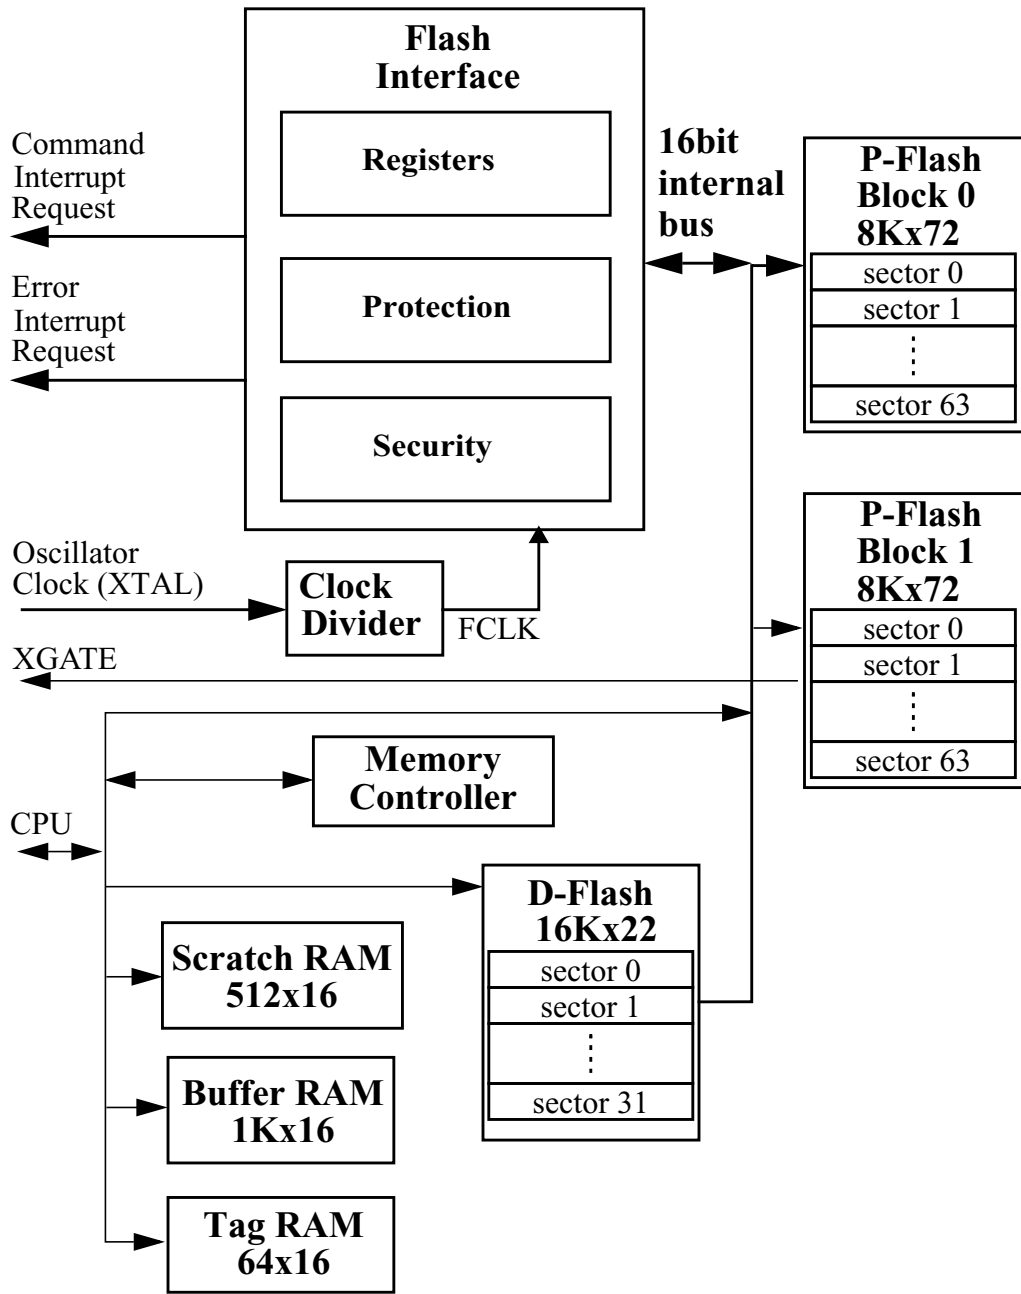 Flash
Interface
Registers
Protection
Security
Command
Interrupt
Request
Error
Interrupt
Request
16bit
internal
bus
P-Flash
Block 0
8Kx72
sector 0
sector 1
sector 63
Oscillator
Clock (XTAL)
Clock
Divider
FCLK
P-Flash
Block 1
8Kx72
sector 0
sector 1
sector 63
XGATE
Memory
Controller
CPU
D-Flash
16Kx22
sector 0
sector 1
sector 31
Scratch RAM
512x16
Buffer RAM
1Kx16
Tag RAM
64x16